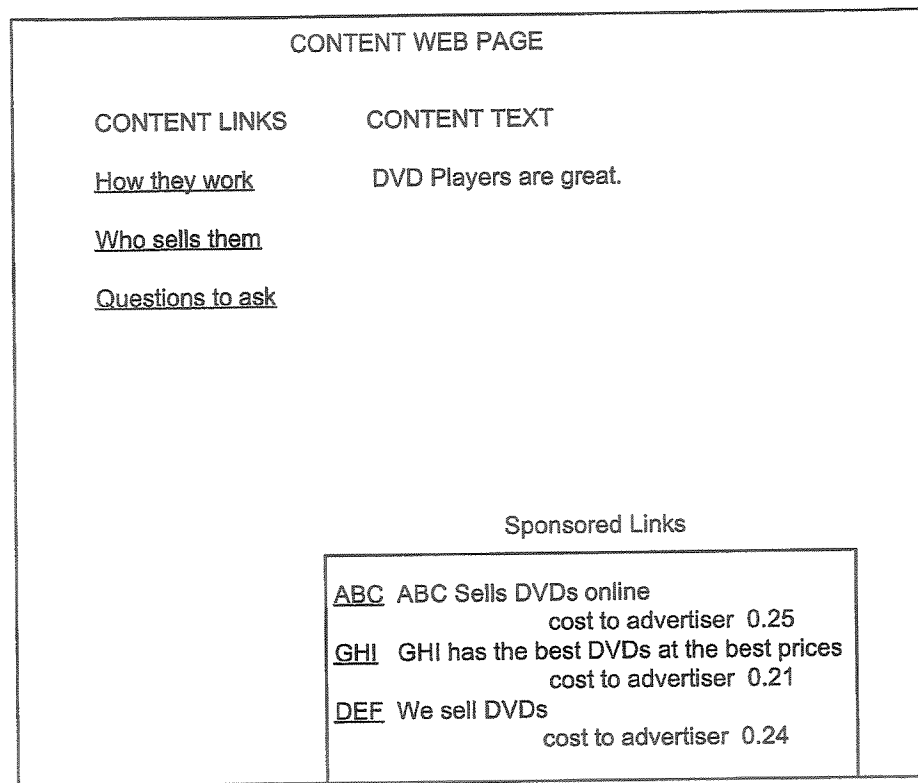 CONTENT WEB PAGE
CONTENT LINKS CONTENT TEXT
How they work DVD Players are great.
Who sells them
Questions to ask
Sponsored Links
ABC ABC Sells DVDs online
cost to advertiser 0.25
GHI GHI has the best DVDs at the best prices
cost to advertiser 0.21
DEF We sell DVDs
cost to advertiser 0.24